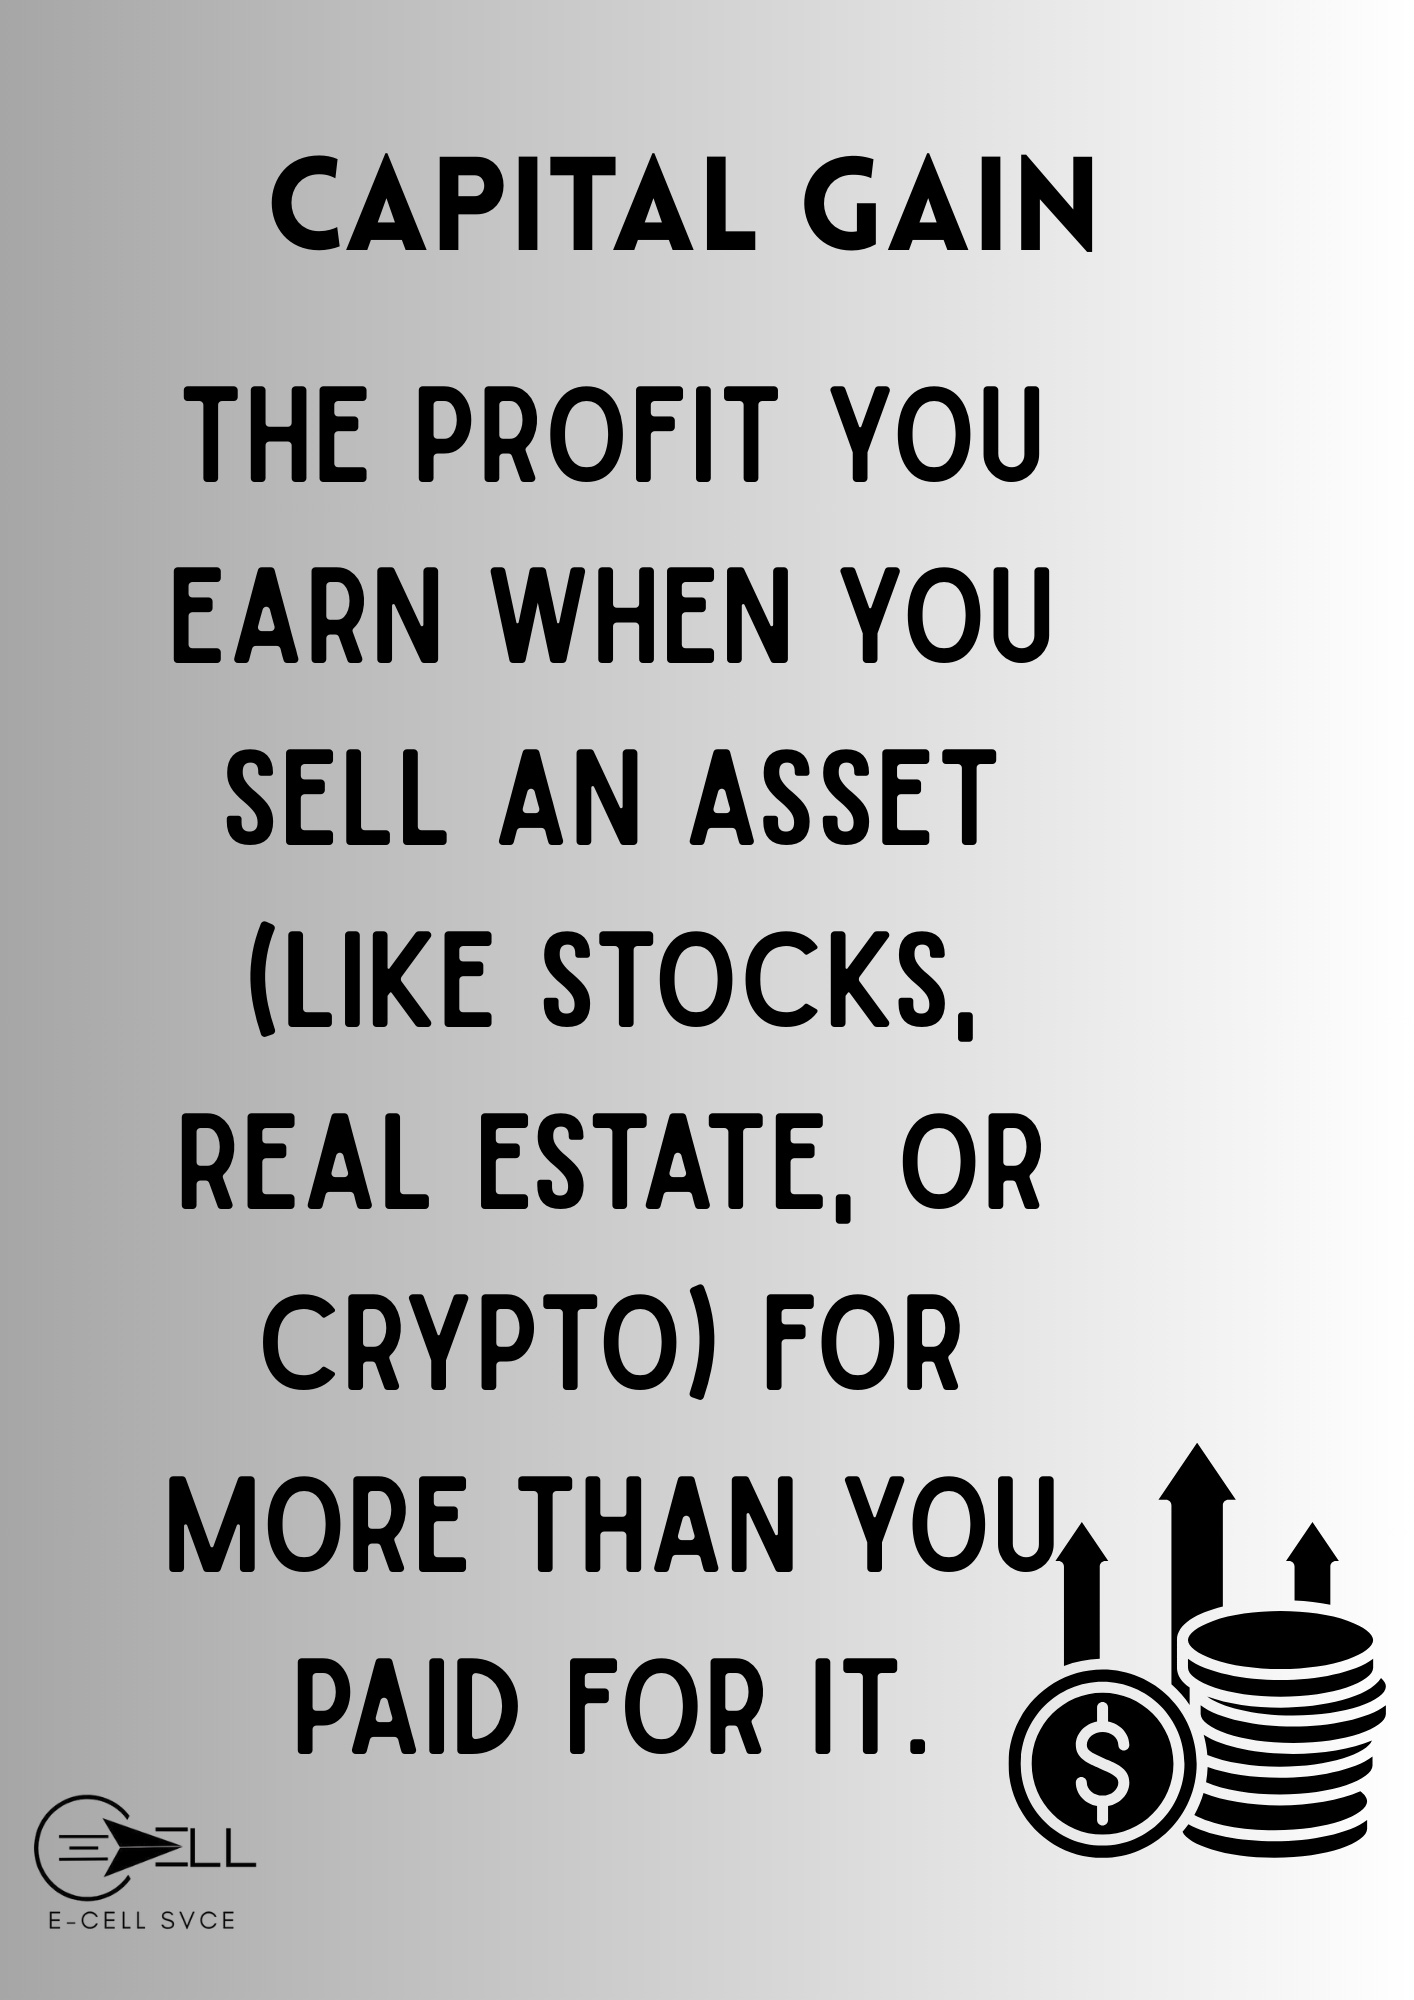 CAPITAL GAIN
THE PROFIT YOU
EARN WHEN YOU
SELL AN ASSET
(LIKE STOCKS,
REAL ESTATE, OR
CRYPTO) FOR
MORE THAN YOU
PAID FOR IT.
$
ELL
E-CELL SVCE